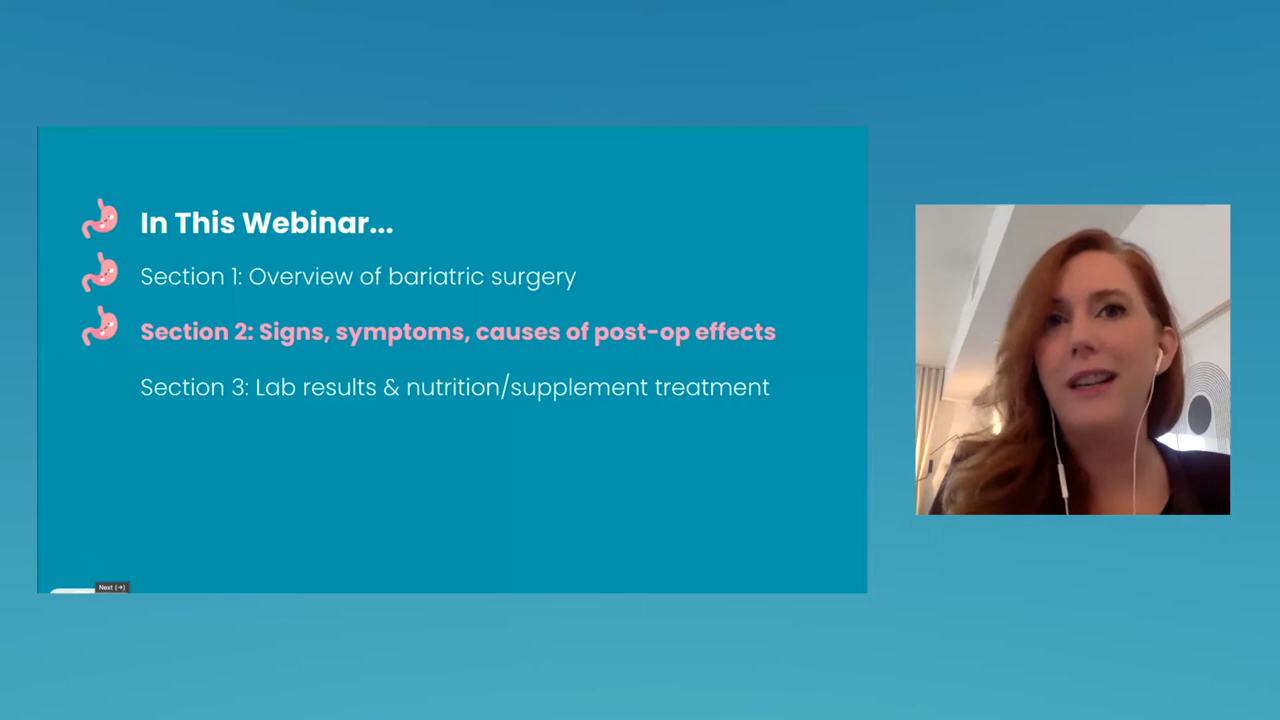 In This Webinar...
Section 1: Overview of bariatric surgery
Section 2: Signs, symptoms, causes of post-op effects
Section 3: Lab results & nutrition/supplement treatment
Next (→)